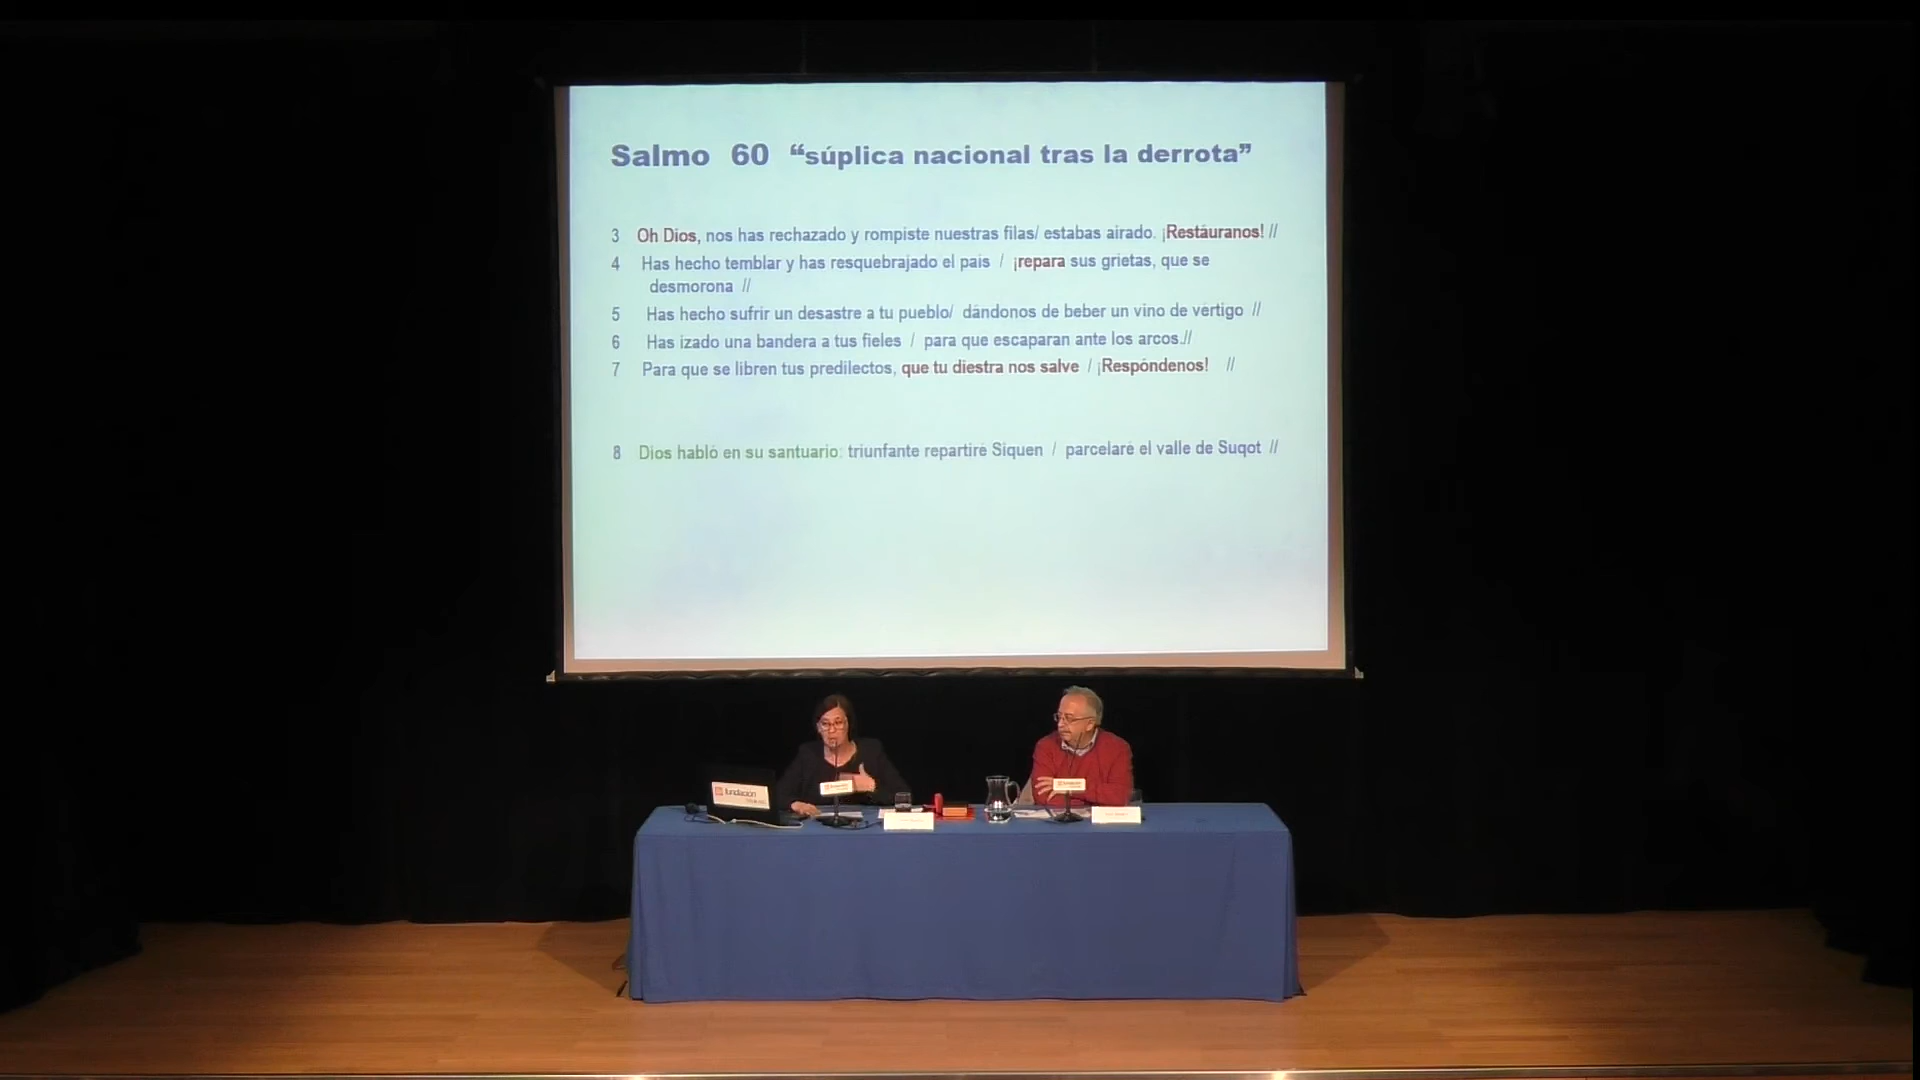 Salmo 60 “súplica nacional tras la derrota”
3 Oh Dios, nos has rechazado y rompiste nuestras filas/ estabas airado. ¡Restáuranos! //
4 Has hecho temblar y has resquebrajado el país / ¡repara sus grietas, que se
desmorona //
5 Has hecho sufrir un desastre a tu pueblo/ dándonos de beber un vino de vértigo //
6 Has izado una bandera a tus fieles / para que escaparan ante los arcos.//
7 Para que se libren tus predilectos, que tu diestra nos salve / ¡Respóndenos! //
8 Dios habló en su santuario: triunfante repartiré Siquen / parcelaré el valle de Suqot //
fundación